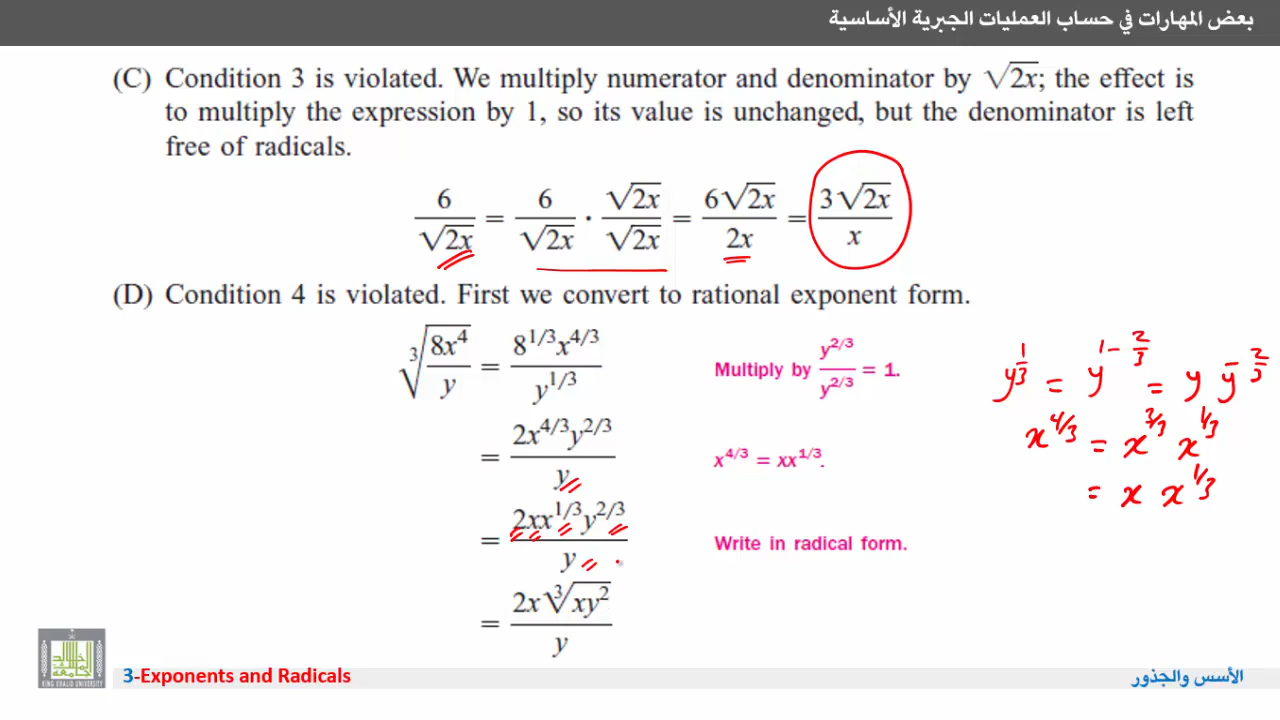 بعض المهارات في حساب العمليات الجبرية الأساسية
(C) Condition 3 is violated. We multiply numerator and denominator by √2x; the effect is
to multiply the expression by 1, so its value is unchanged, but the denominator is left
free of radicals.
6/√2x = 6/√2x · √2x/√2x = 6√2x/2x = 3√2x/x
(D) Condition 4 is violated. First we convert to rational exponent form.
∛(8x⁴/y) = 8^{1/3}x^{4/3}/y^{1/3} Multiply by y^{2/3}/y^{2/3} = 1.
y^{1/3} = y^{1-2/3} = y y^{-2/3}
= 2x^{4/3}y^{2/3}/y x^{4/3} = xx^{1/3}.
x^{4/3} = x^{3/3} x^{1/3}
= x x^{1/3}
= 2xx^{1/3}y^{2/3}/y Write in radical form.
= 2x∛(xy²)/y
KING KHALID UNIVERSITY
3-Exponents and Radicals
الأسس والجذور